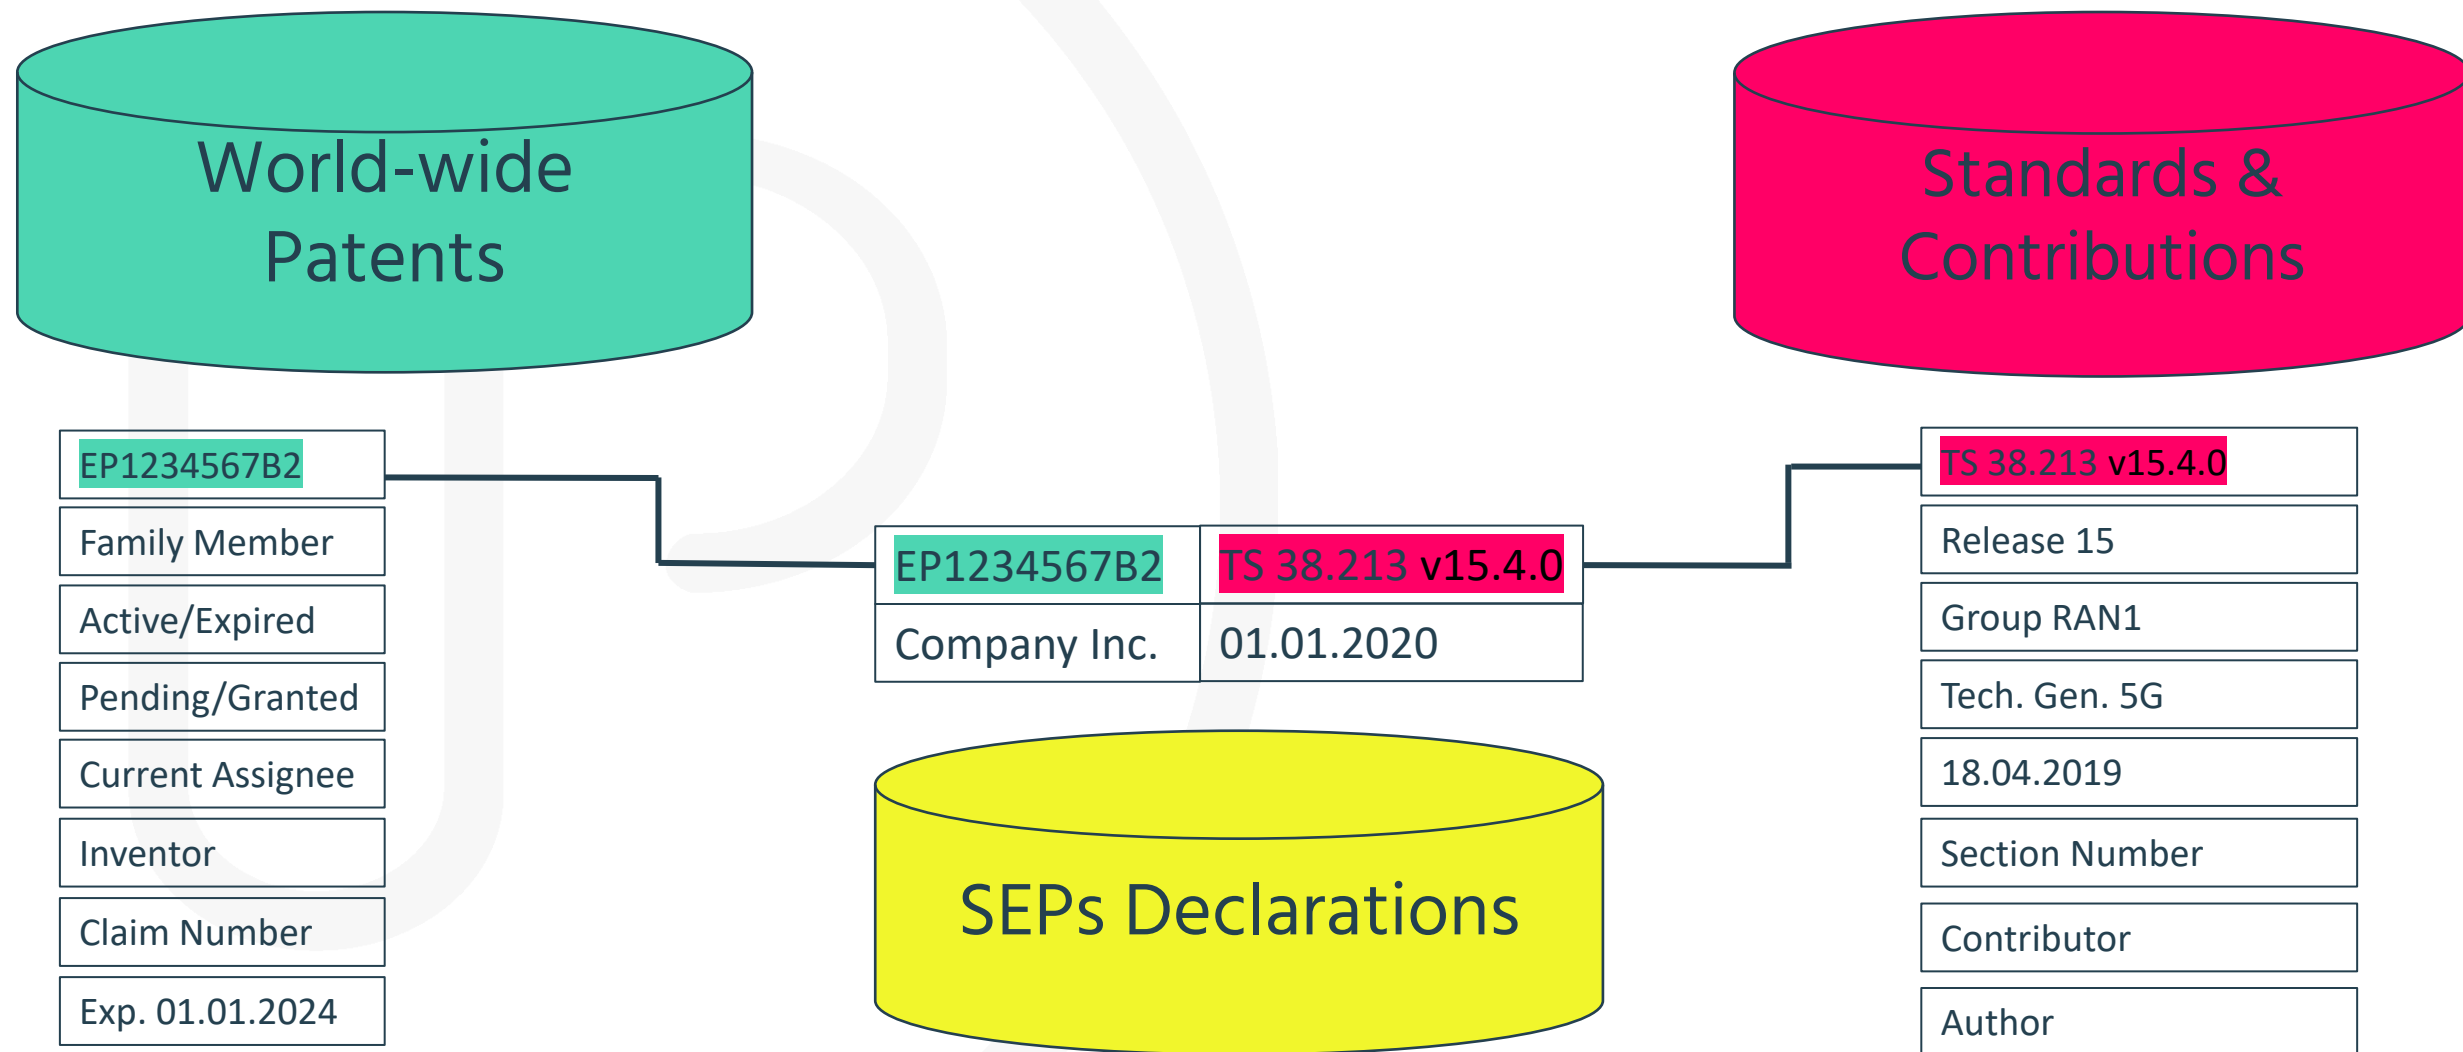 World-wide
Patents
Standards &
Contributions
EP1234567B2
Family Member
Active/Expired
Pending/Granted
Current Assignee
Inventor
Claim Number
Exp. 01.01.2024
EP1234567B2 TS 38.213 v15.4.0
Company Inc. 01.01.2020
SEPs Declarations
TS 38.213 v15.4.0
Release 15
Group RAN1
Tech. Gen. 5G
18.04.2019
Section Number
Contributor
Author